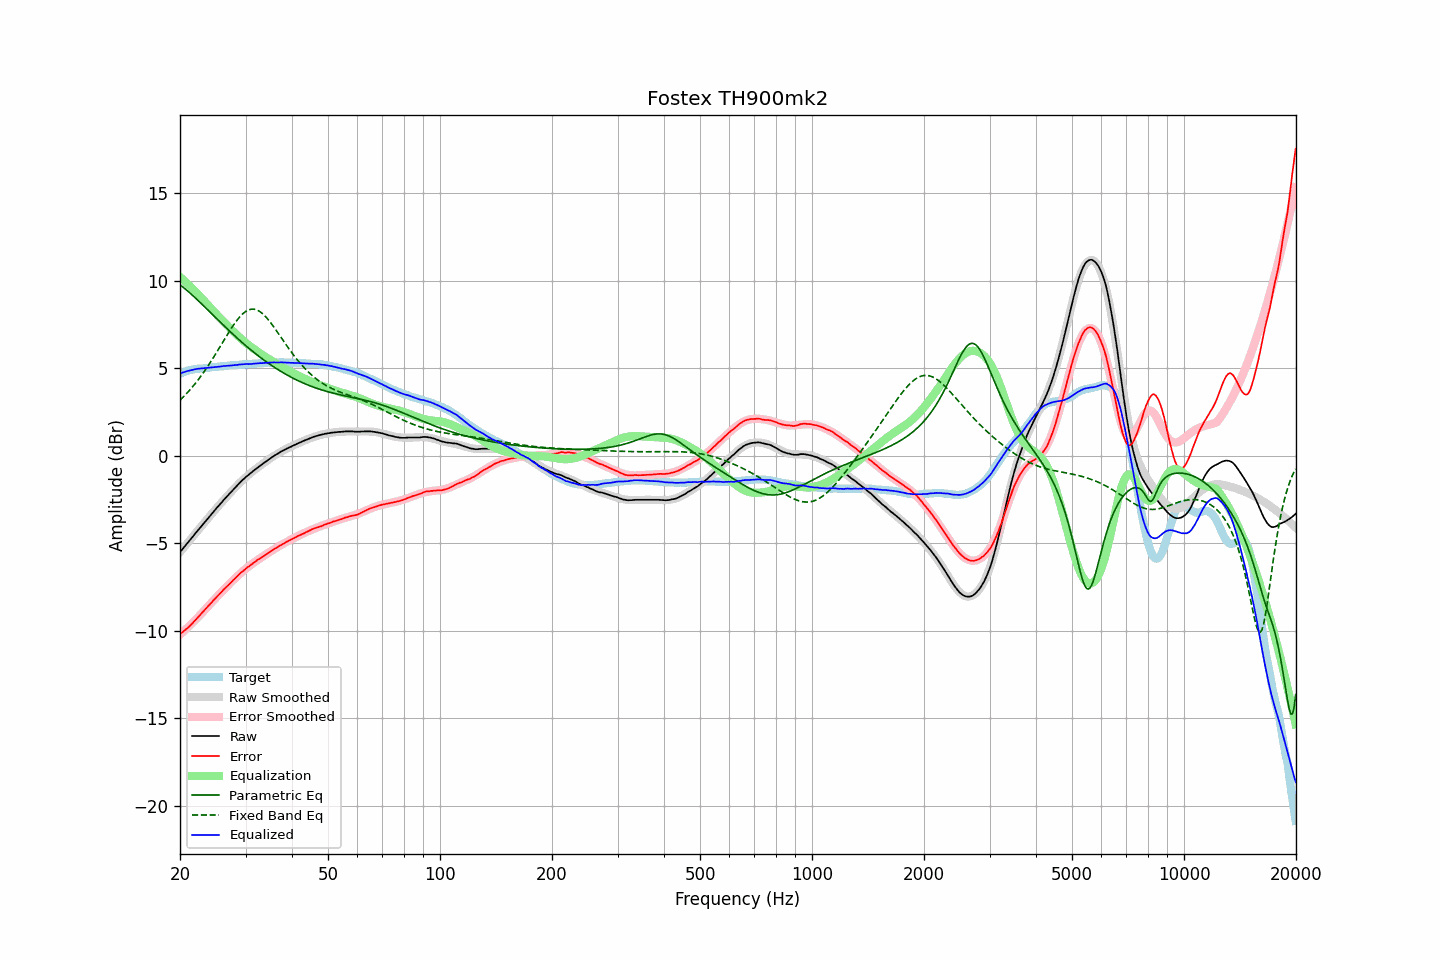 Fostex TH900mk2
Amplitude (dBr)
15
10
5
0
−5
−10
−15
−20
Target
Raw Smoothed
Error Smoothed
Raw
Error
Equalization
Parametric Eq
Fixed Band Eq
Equalized
20 50 100 200 500 1000 2000 5000 10000 20000
Frequency (Hz)